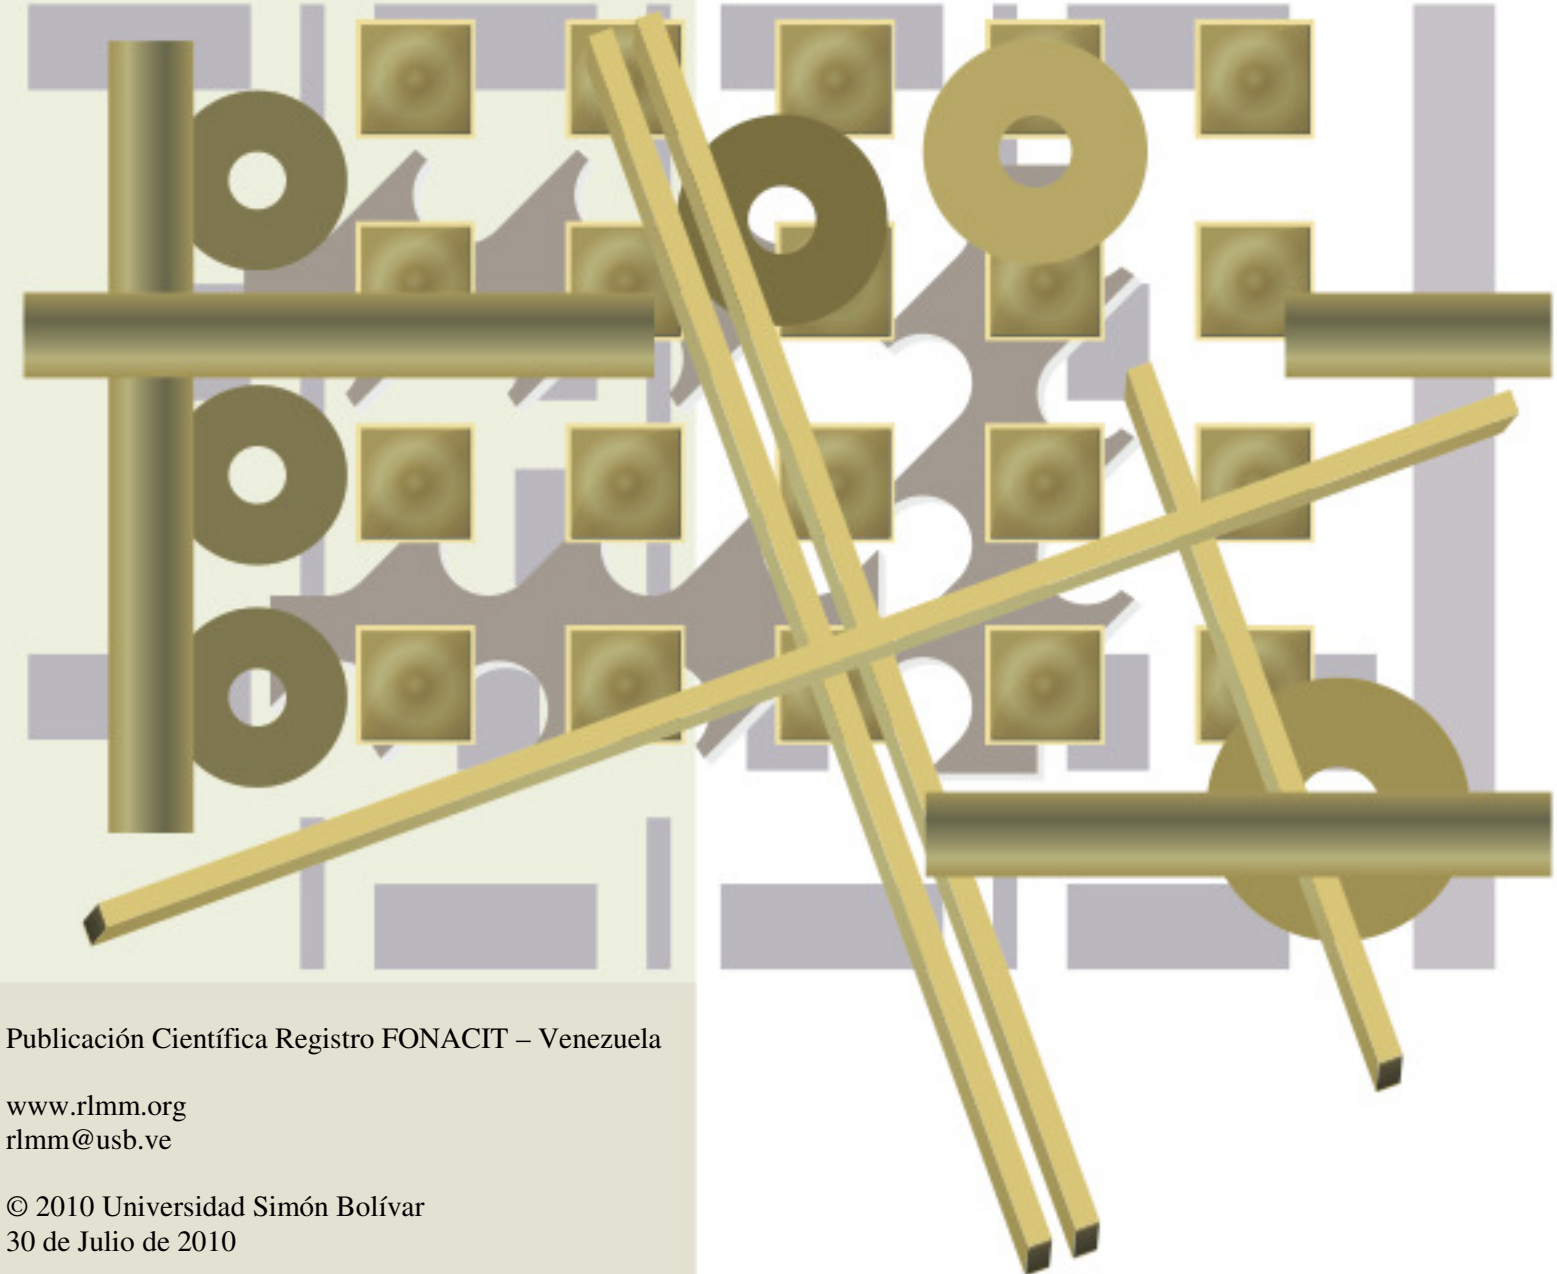 Publicación Científica Registro FONACIT – Venezuela
www.rlmm.org
rlmm@usb.ve
© 2010 Universidad Simón Bolívar
30 de Julio de 2010